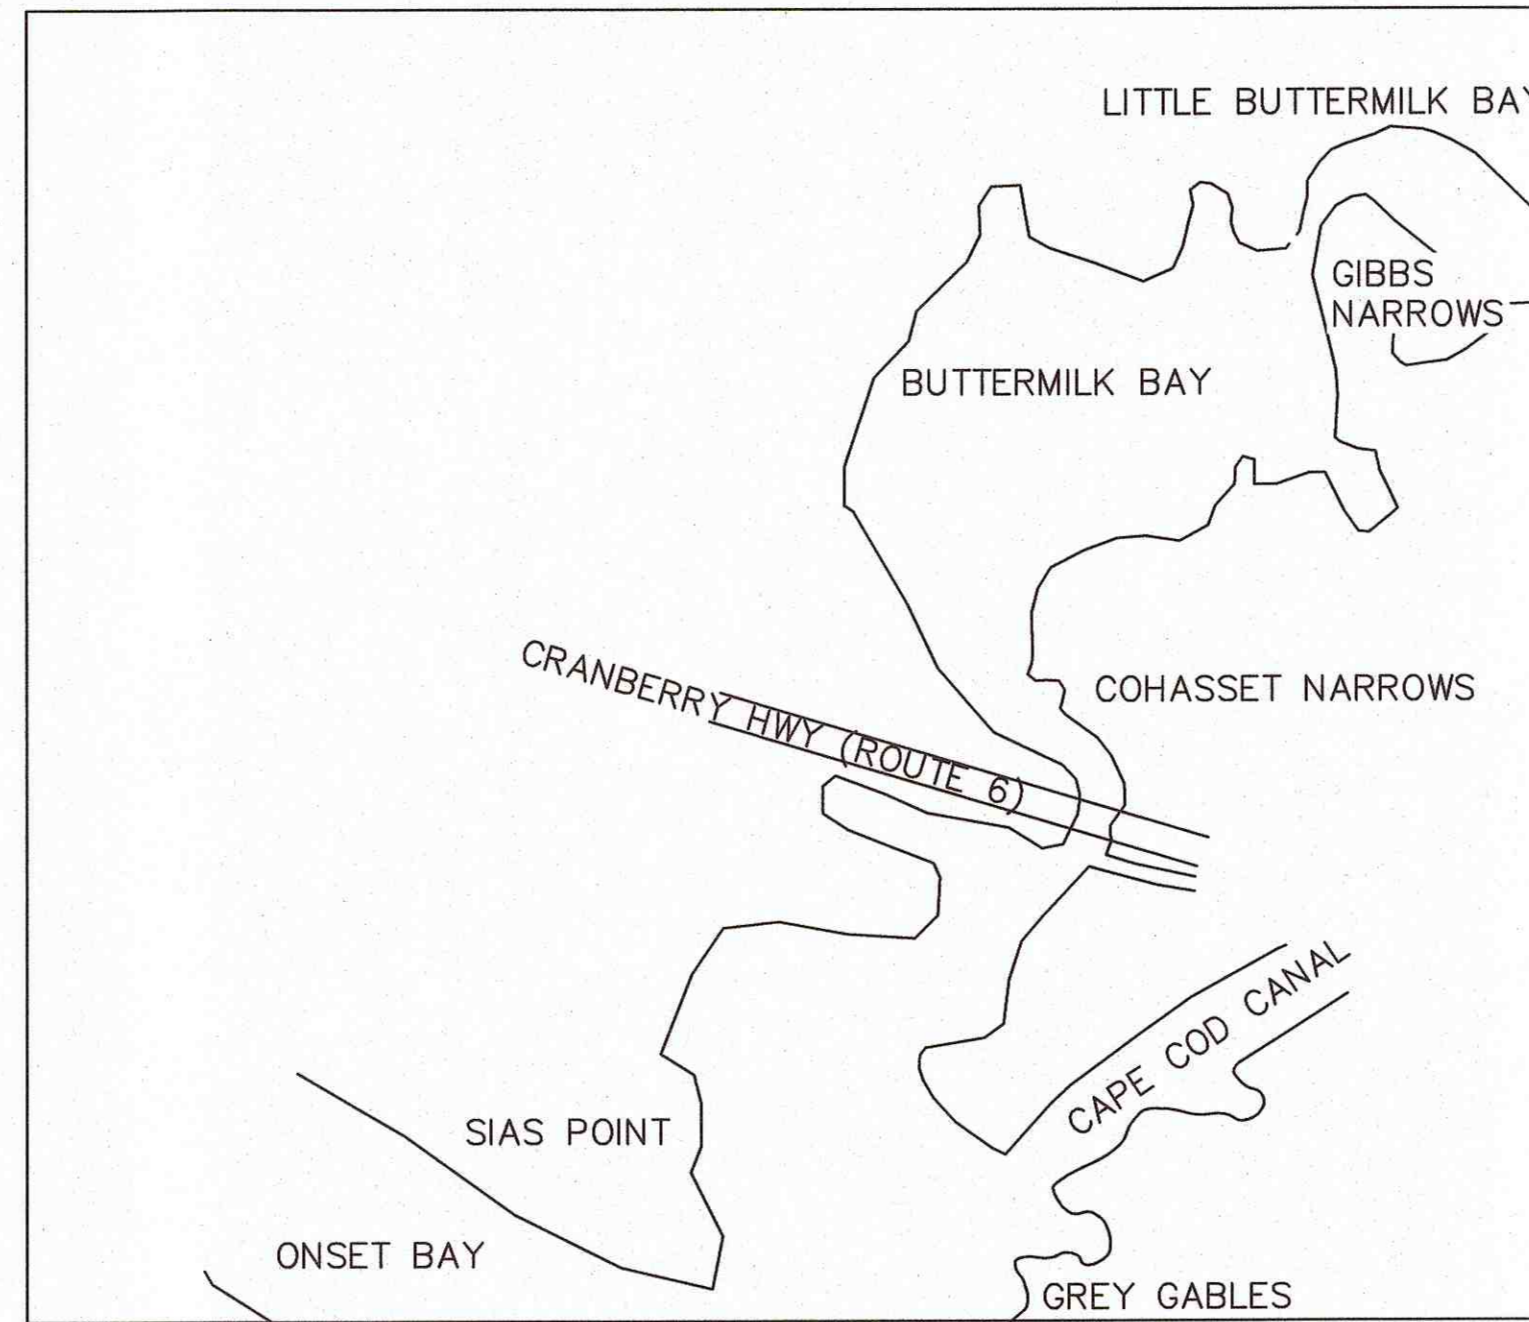 LITTLE BUTTERMILK BAY
GIBBS
NARROWS
BUTTERMILK BAY
CRANBERRY HWY (ROUTE 6)
COHASSET NARROWS
CAPE COD CANAL
SIAS POINT
ONSET BAY
GREY GABLES